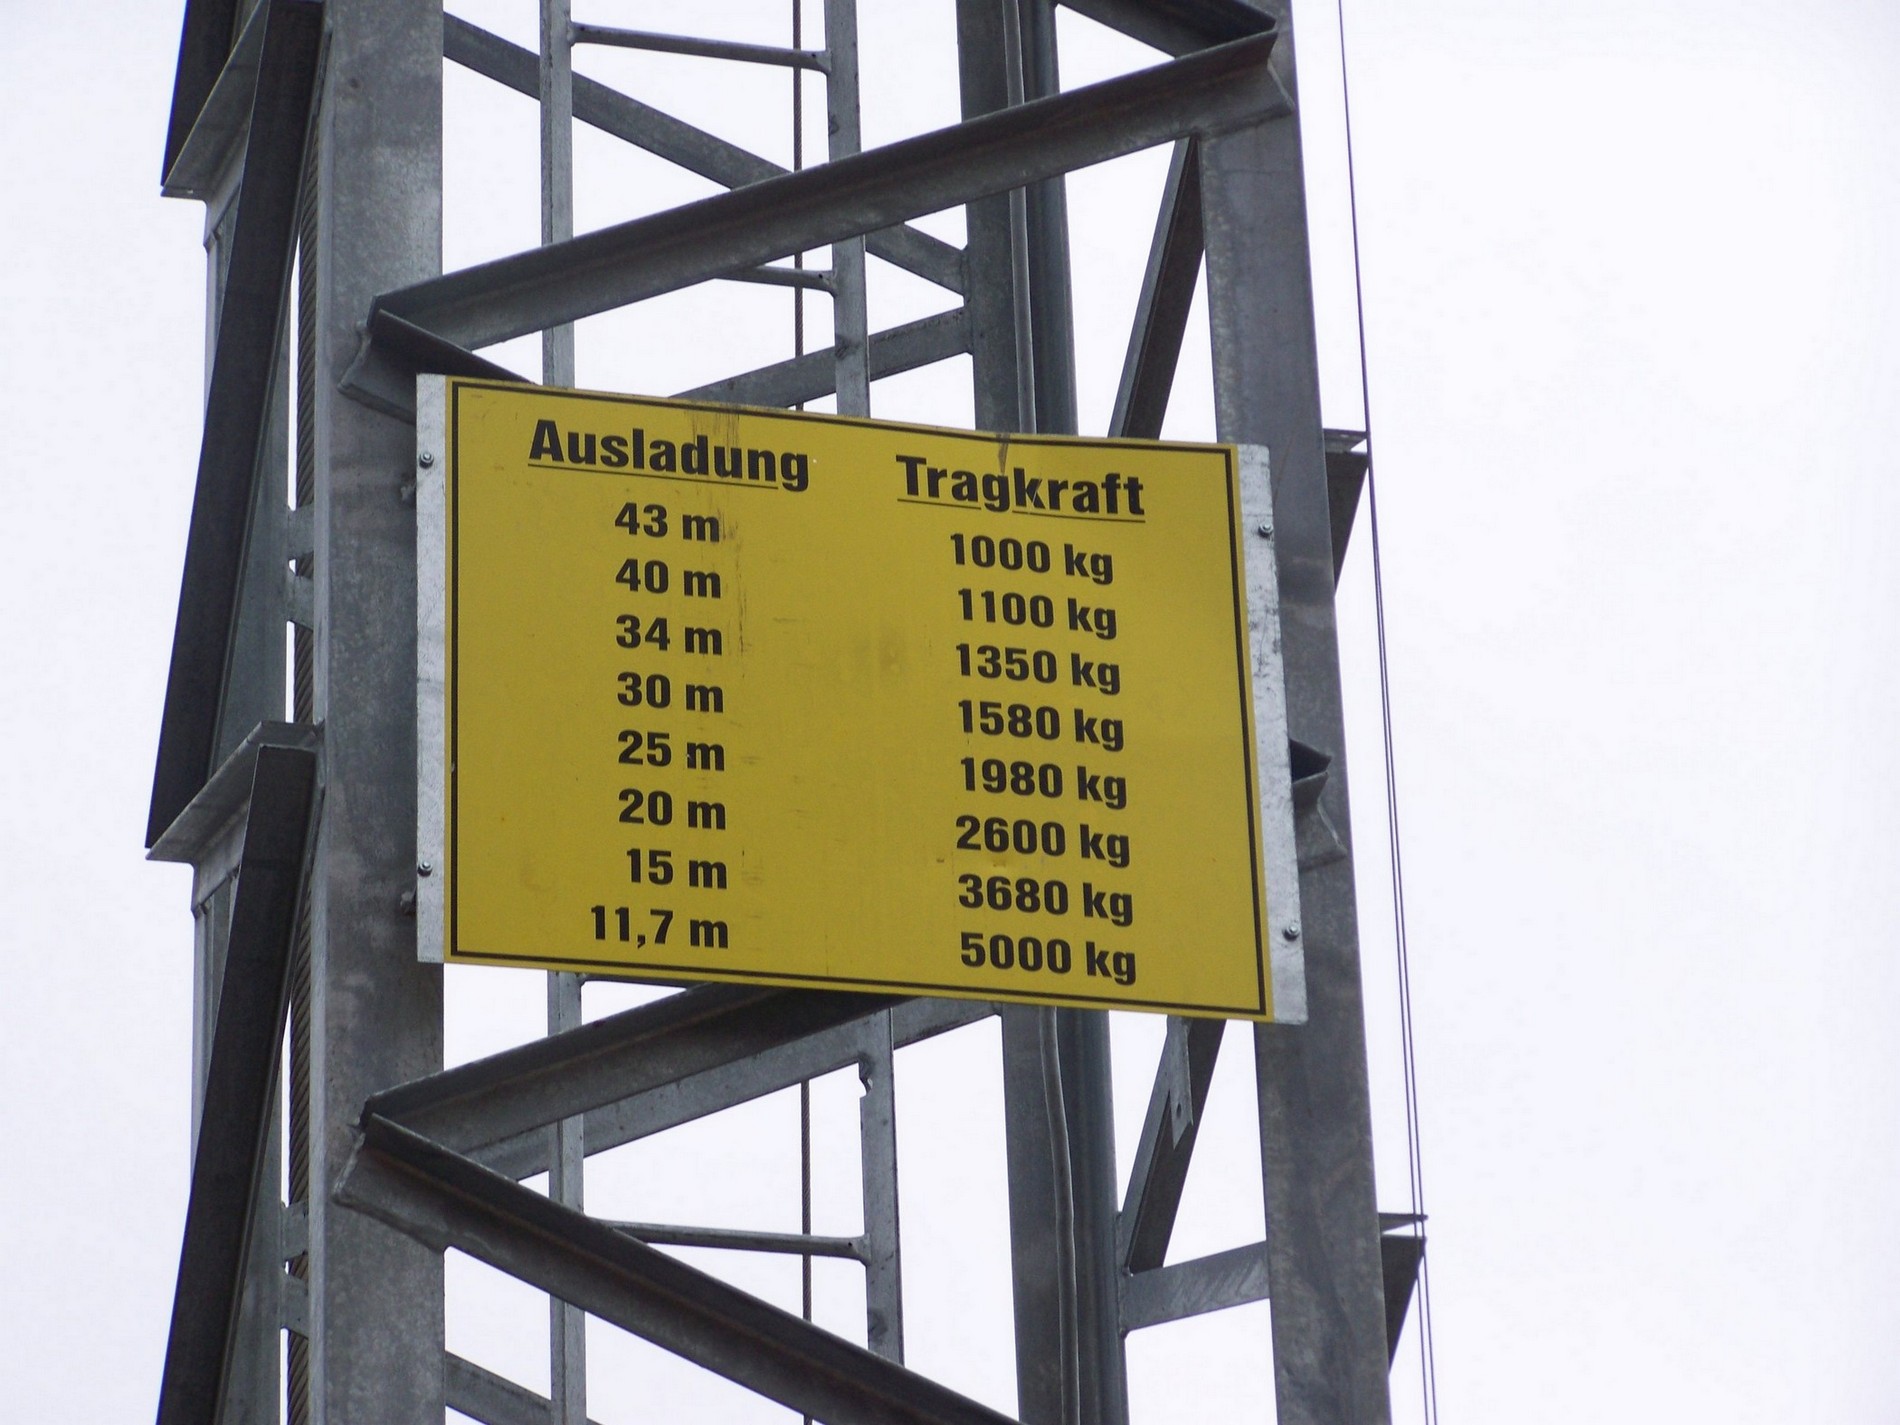 Ausladung Tragkraft
43 m 1000 kg
40 m 1100 kg
34 m 1350 kg
30 m 1580 kg
25 m 1980 kg
20 m 2600 kg
15 m 3680 kg
11,7 m 5000 kg